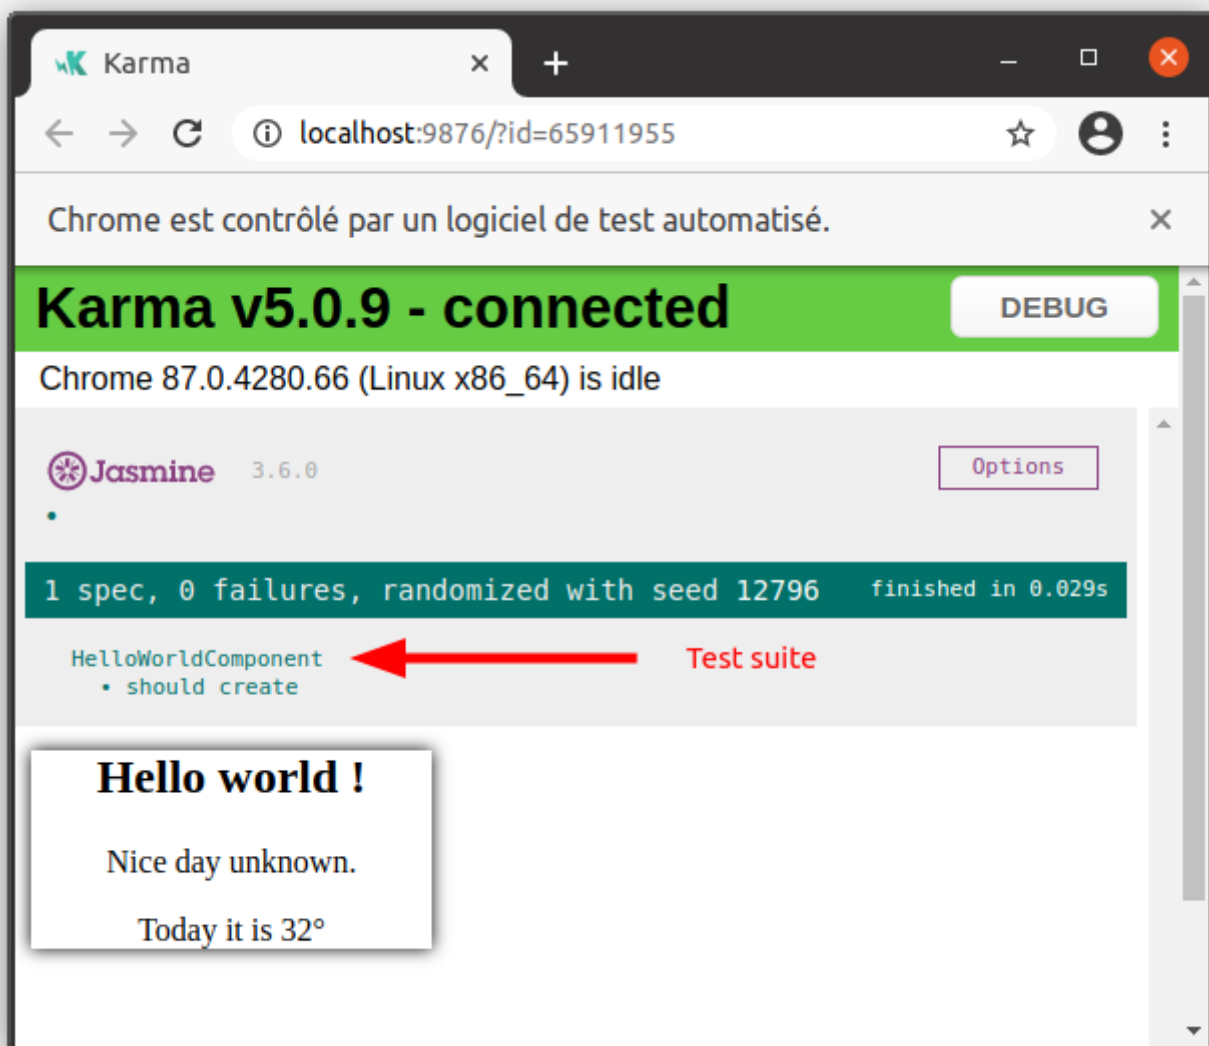 Karma
localhost:9876/?id=65911955
Chrome est contrôlé par un logiciel de test automatisé.
Karma v5.0.9 - connected
DEBUG
Chrome 87.0.4280.66 (Linux x86_64) is idle
Jasmine 3.6.0
Options
•
1 spec, 0 failures, randomized with seed 12796 finished in 0.029s
HelloWorldComponent
Test suite
• should create
Hello world !
Nice day unknown.
Today it is 32°